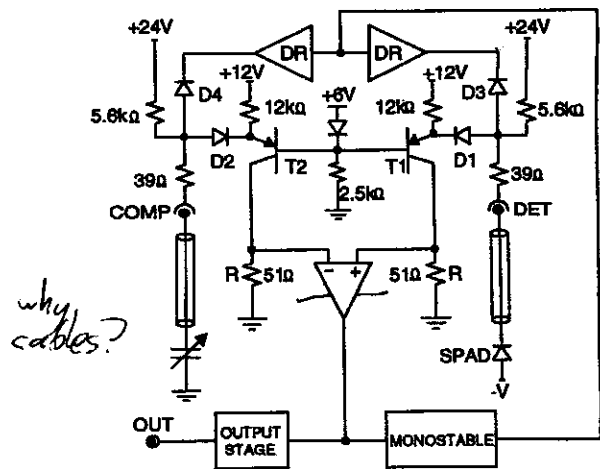 +24V
DR
DR
+24V
D4
+12V
+6V
+12V
D3
5.6kΩ
12kΩ
12kΩ
5.6kΩ
D2
T2
T1
D1
39Ω
2.5kΩ
39Ω
COMP
DET
R
51Ω
-
+
51Ω
R
why
cables?
SPAD
-V
OUT
OUTPUT
STAGE
MONOSTABLE